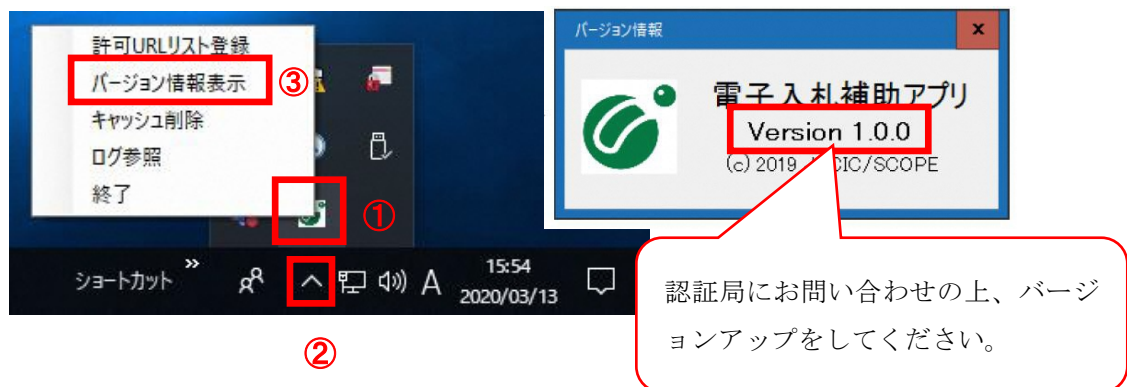 許可URLリスト登録
バージョン情報表示
③
キャッシュ削除
ログ参照
終了
①
ショートカット
»
A
15:54
2020/03/13
②
バージョン情報
x
電子入札補助アプリ
Version 1.0.0
(c) 2019 CIC/SCOPE
認証局にお問い合わせの上、バージ
ョンアップをしてください。